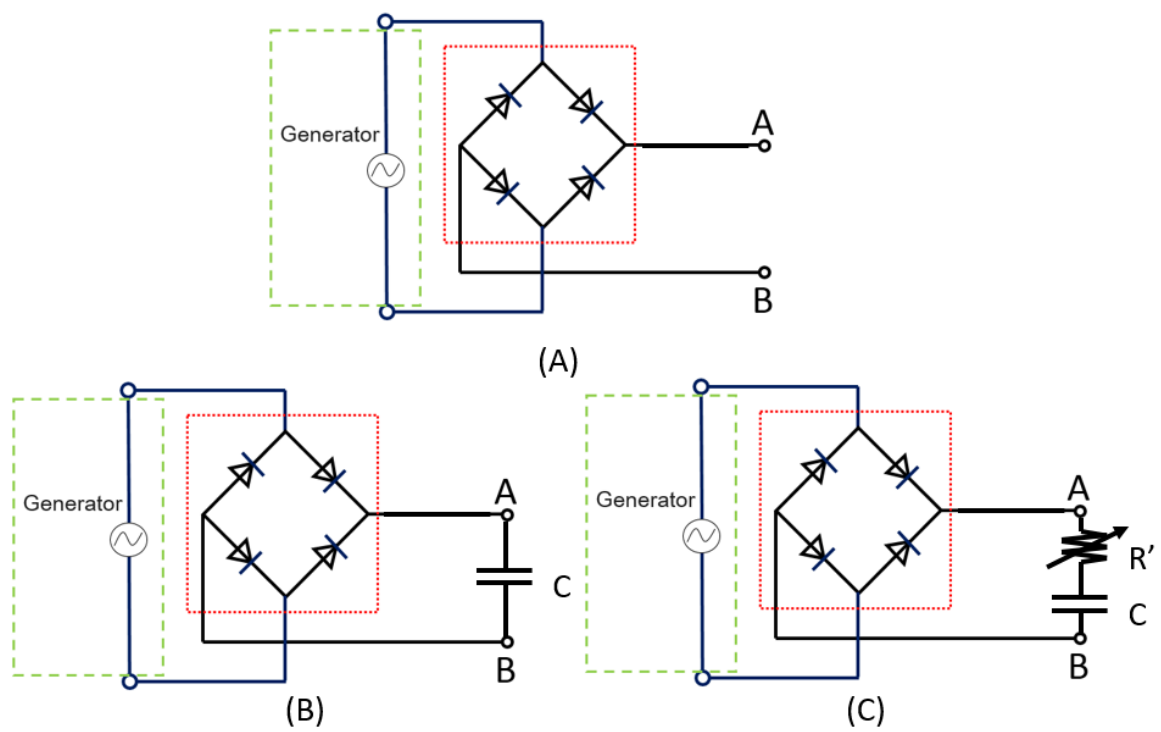 Generator
A
B
(A)
Generator
A
C
B
(B)
Generator
A
R’
C
B
(C)